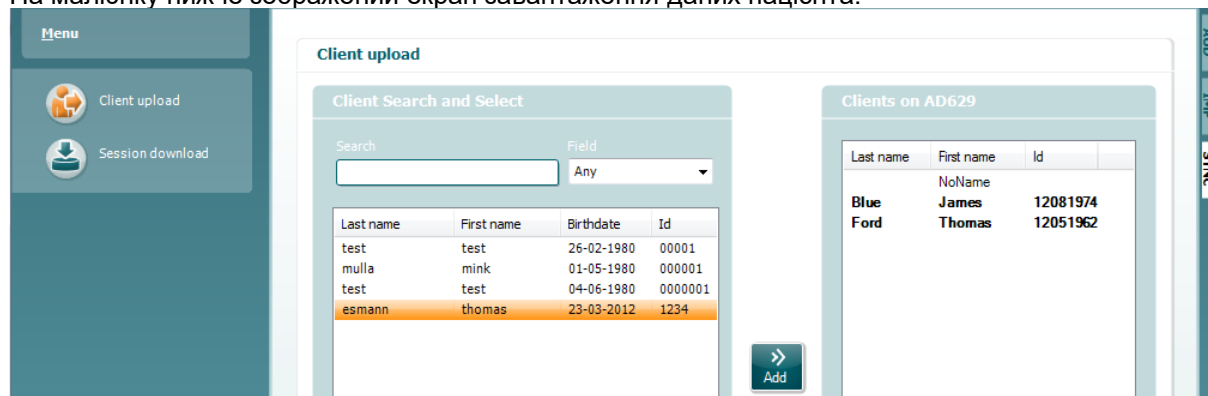 На малюнку нижче зображений екран завантаження даних пацієнта.
Menu
Client upload
Session download
Client upload
Client Search and Select
Search Field
Any
Last name First name Birthdate Id
test test 26-02-1980 00001
mulla mink 01-05-1980 000001
test test 04-06-1980 0000001
esmann thomas 23-03-2012 1234
Add
Clients on AD629
Last name First name Id
NoName
Blue James 12081974
Ford Thomas 12051962
AUD
SYNC